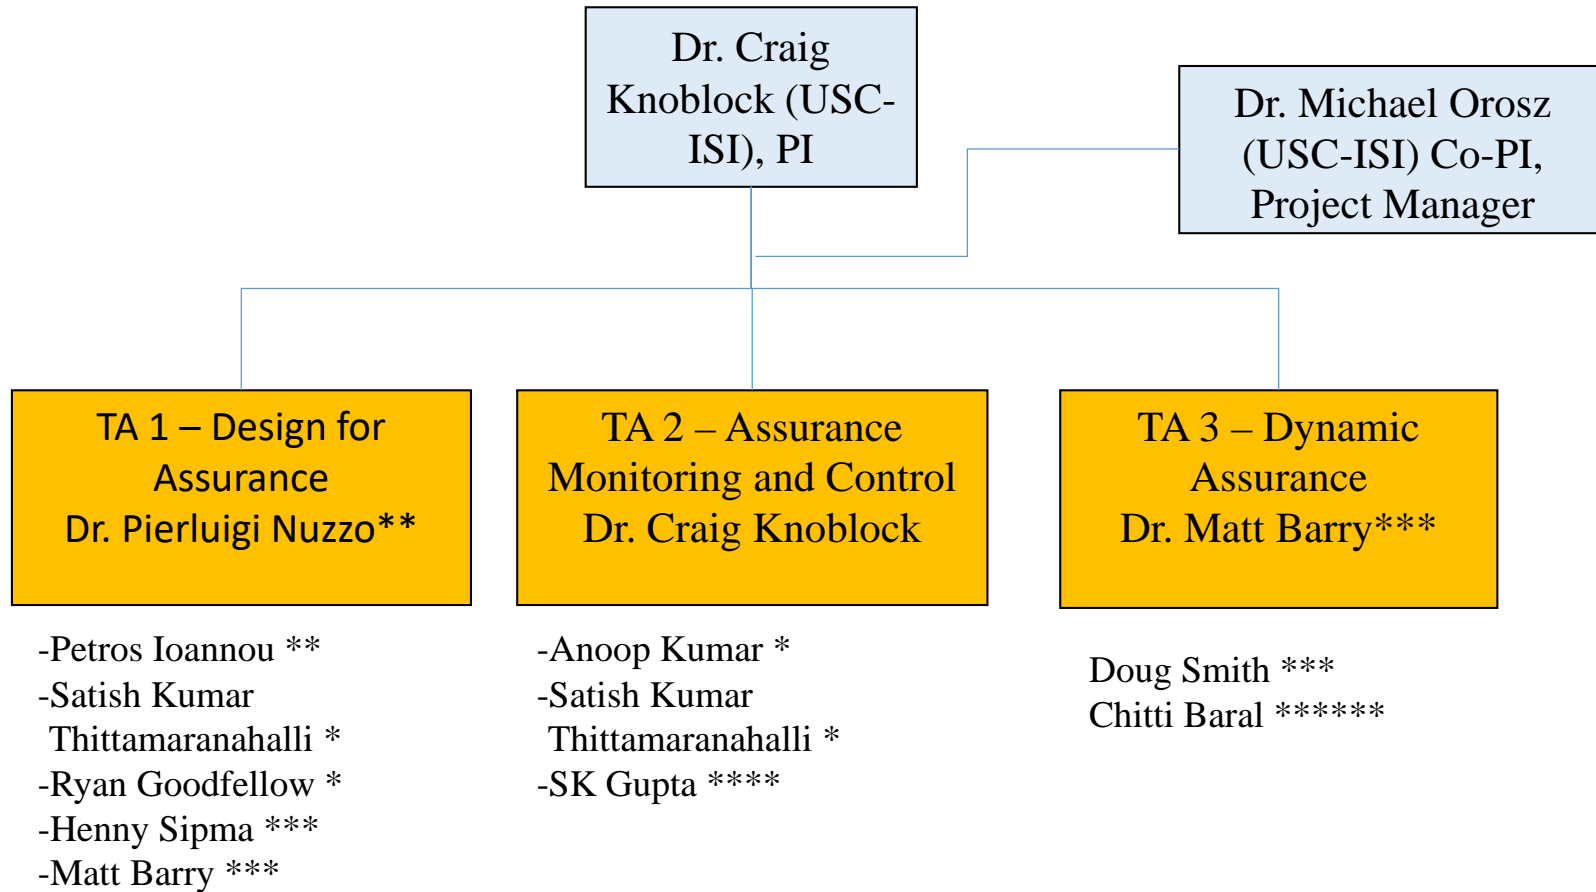 Dr. Craig
Knoblock (USC-
ISI), PI
Dr. Michael Orosz
(USC-ISI) Co-PI,
Project Manager
TA 1 – Design for
Assurance
Dr. Pierluigi Nuzzo**
TA 2 – Assurance
Monitoring and Control
Dr. Craig Knoblock
TA 3 – Dynamic
Assurance
Dr. Matt Barry***
-Petros Ioannou **
-Satish Kumar
Thittamaranahalli *
-Ryan Goodfellow *
-Henny Sipma ***
-Matt Barry ***
-Anoop Kumar *
-Satish Kumar
Thittamaranahalli *
-SK Gupta ****
Doug Smith ***
Chitti Baral ******